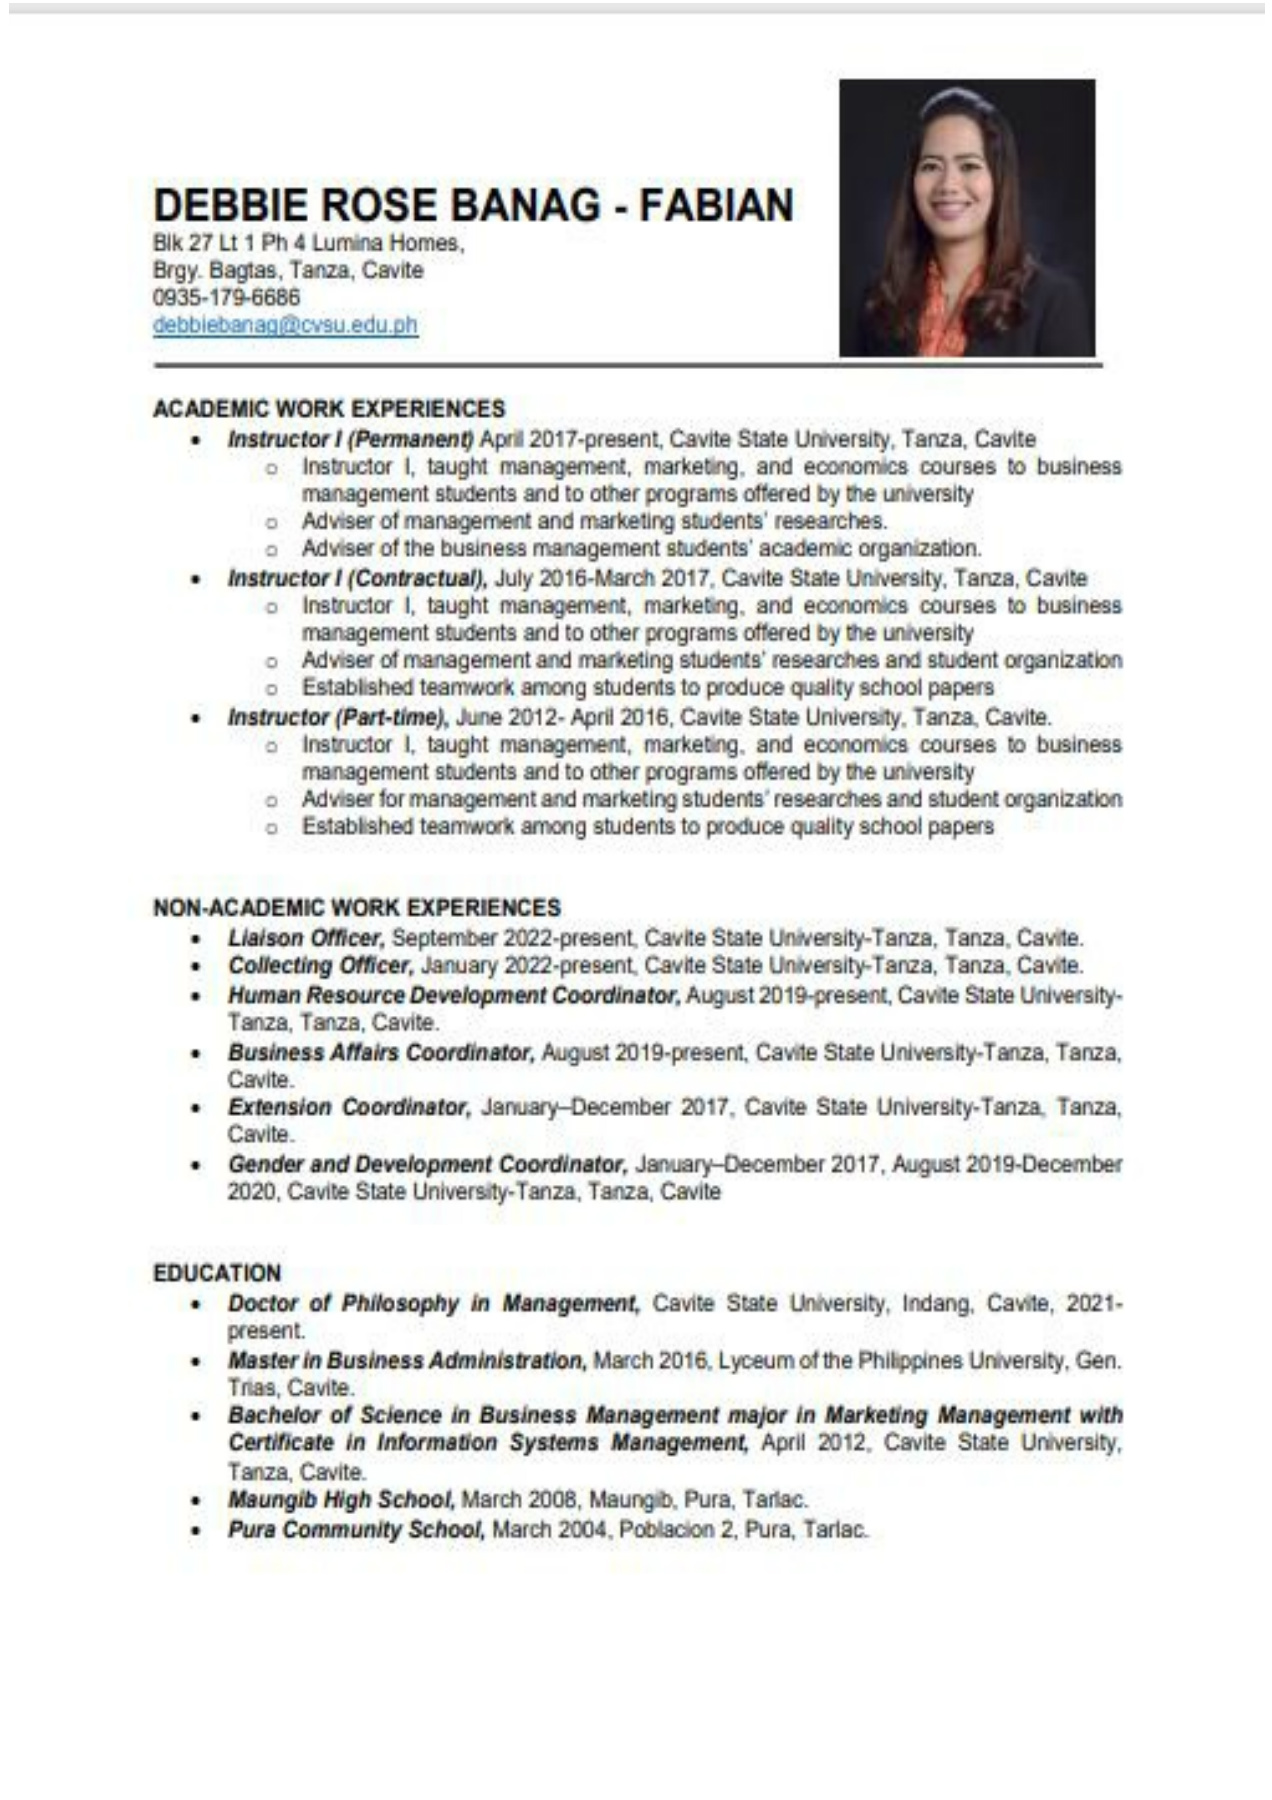 DEBBIE ROSE BANAG - FABIAN
Blk 27 Lt 1 Ph 4 Lumina Homes,
Brgy. Bagtas, Tanza, Cavite
0935-179-6686
debbiebanag@cvsu.edu.ph
ACADEMIC WORK EXPERIENCES
• Instructor I (Permanent) April 2017-present, Cavite State University, Tanza, Cavite
o Instructor I, taught management, marketing, and economics courses to business
management students and to other programs offered by the university
o Adviser of management and marketing students' researches.
o Adviser of the business management students' academic organization.
• Instructor I (Contractual), July 2016-March 2017, Cavite State University, Tanza, Cavite
o Instructor I, taught management, marketing, and economics courses to business
management students and to other programs offered by the university
o Adviser of management and marketing students' researches and student organization
o Established teamwork among students to produce quality school papers
• Instructor (Part-time), June 2012- April 2016, Cavite State University, Tanza, Cavite.
o Instructor I, taught management, marketing, and economics courses to business
management students and to other programs offered by the university
o Adviser for management and marketing students' researches and student organization
o Established teamwork among students to produce quality school papers
NON-ACADEMIC WORK EXPERIENCES
• Liaison Officer, September 2022-present, Cavite State University-Tanza, Tanza, Cavite.
• Collecting Officer, January 2022-present, Cavite State University-Tanza, Tanza, Cavite.
• Human Resource Development Coordinator, August 2019-present, Cavite State University-
Tanza, Tanza, Cavite.
• Business Affairs Coordinator, August 2019-present, Cavite State University-Tanza, Tanza,
Cavite.
• Extension Coordinator, January–December 2017, Cavite State University-Tanza, Tanza,
Cavite.
• Gender and Development Coordinator, January–December 2017, August 2019-December
2020, Cavite State University-Tanza, Tanza, Cavite
EDUCATION
• Doctor of Philosophy in Management, Cavite State University, Indang, Cavite, 2021-
present.
• Master in Business Administration, March 2016, Lyceum of the Philippines University, Gen.
Trias, Cavite.
• Bachelor of Science in Business Management major in Marketing Management with
Certificate in Information Systems Management, April 2012, Cavite State University,
Tanza, Cavite.
• Maungib High School, March 2008, Maungib, Pura, Tarlac.
• Pura Community School, March 2004, Poblacion 2, Pura, Tarlac.